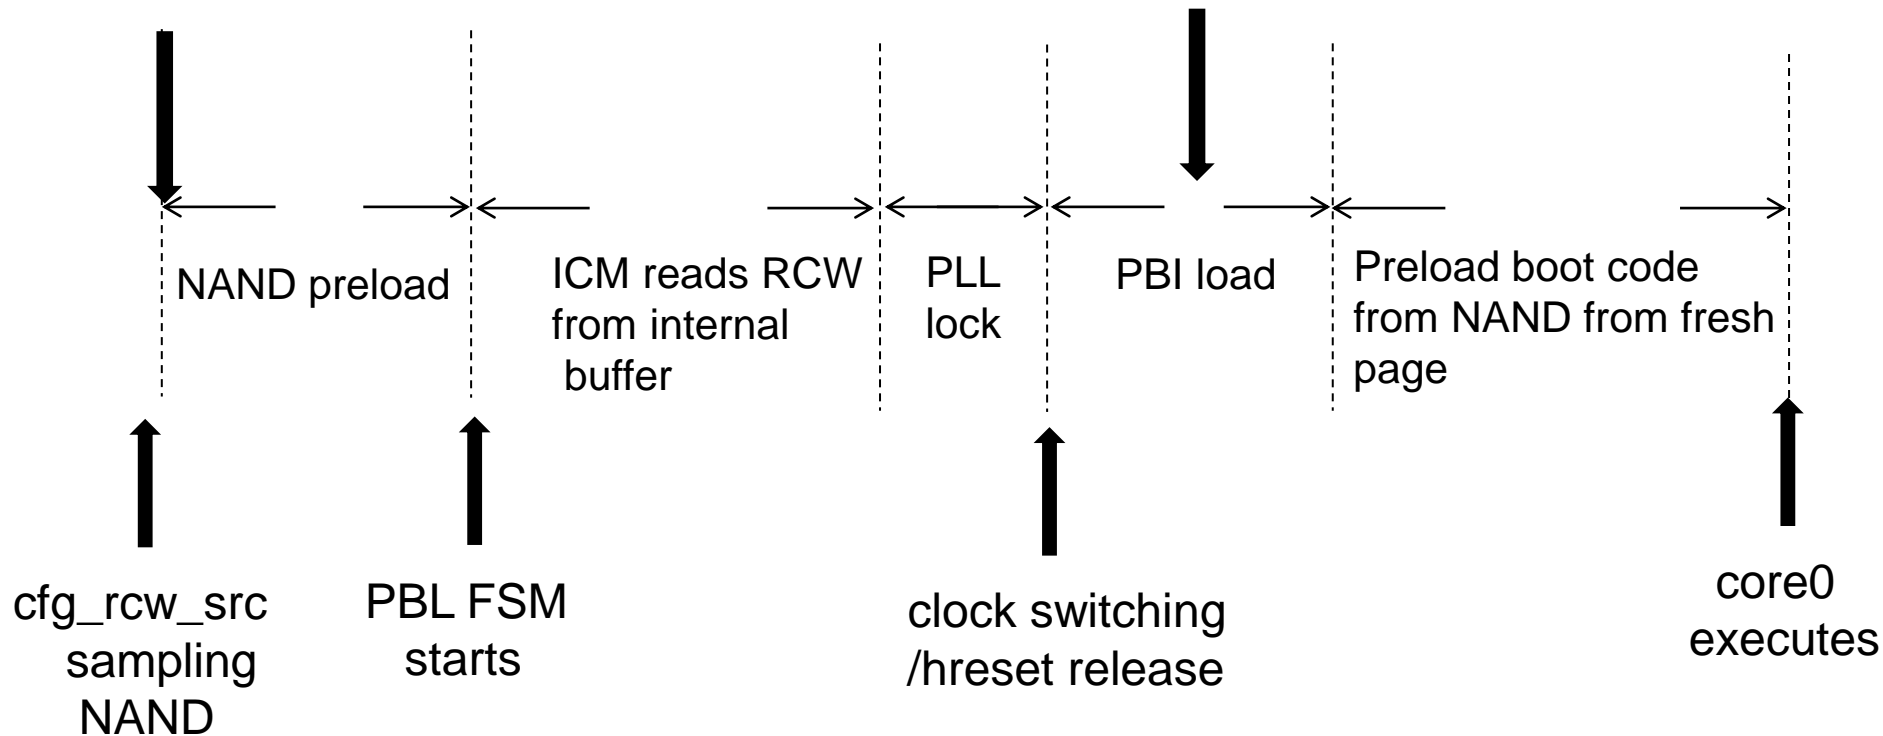 NAND preload
ICM reads RCW
from internal
buffer
PLL
lock
PBI load
Preload boot code
from NAND from fresh
page
cfg_rcw_src
sampling
NAND
PBL FSM
starts
clock switching
/hreset release
core0
executes